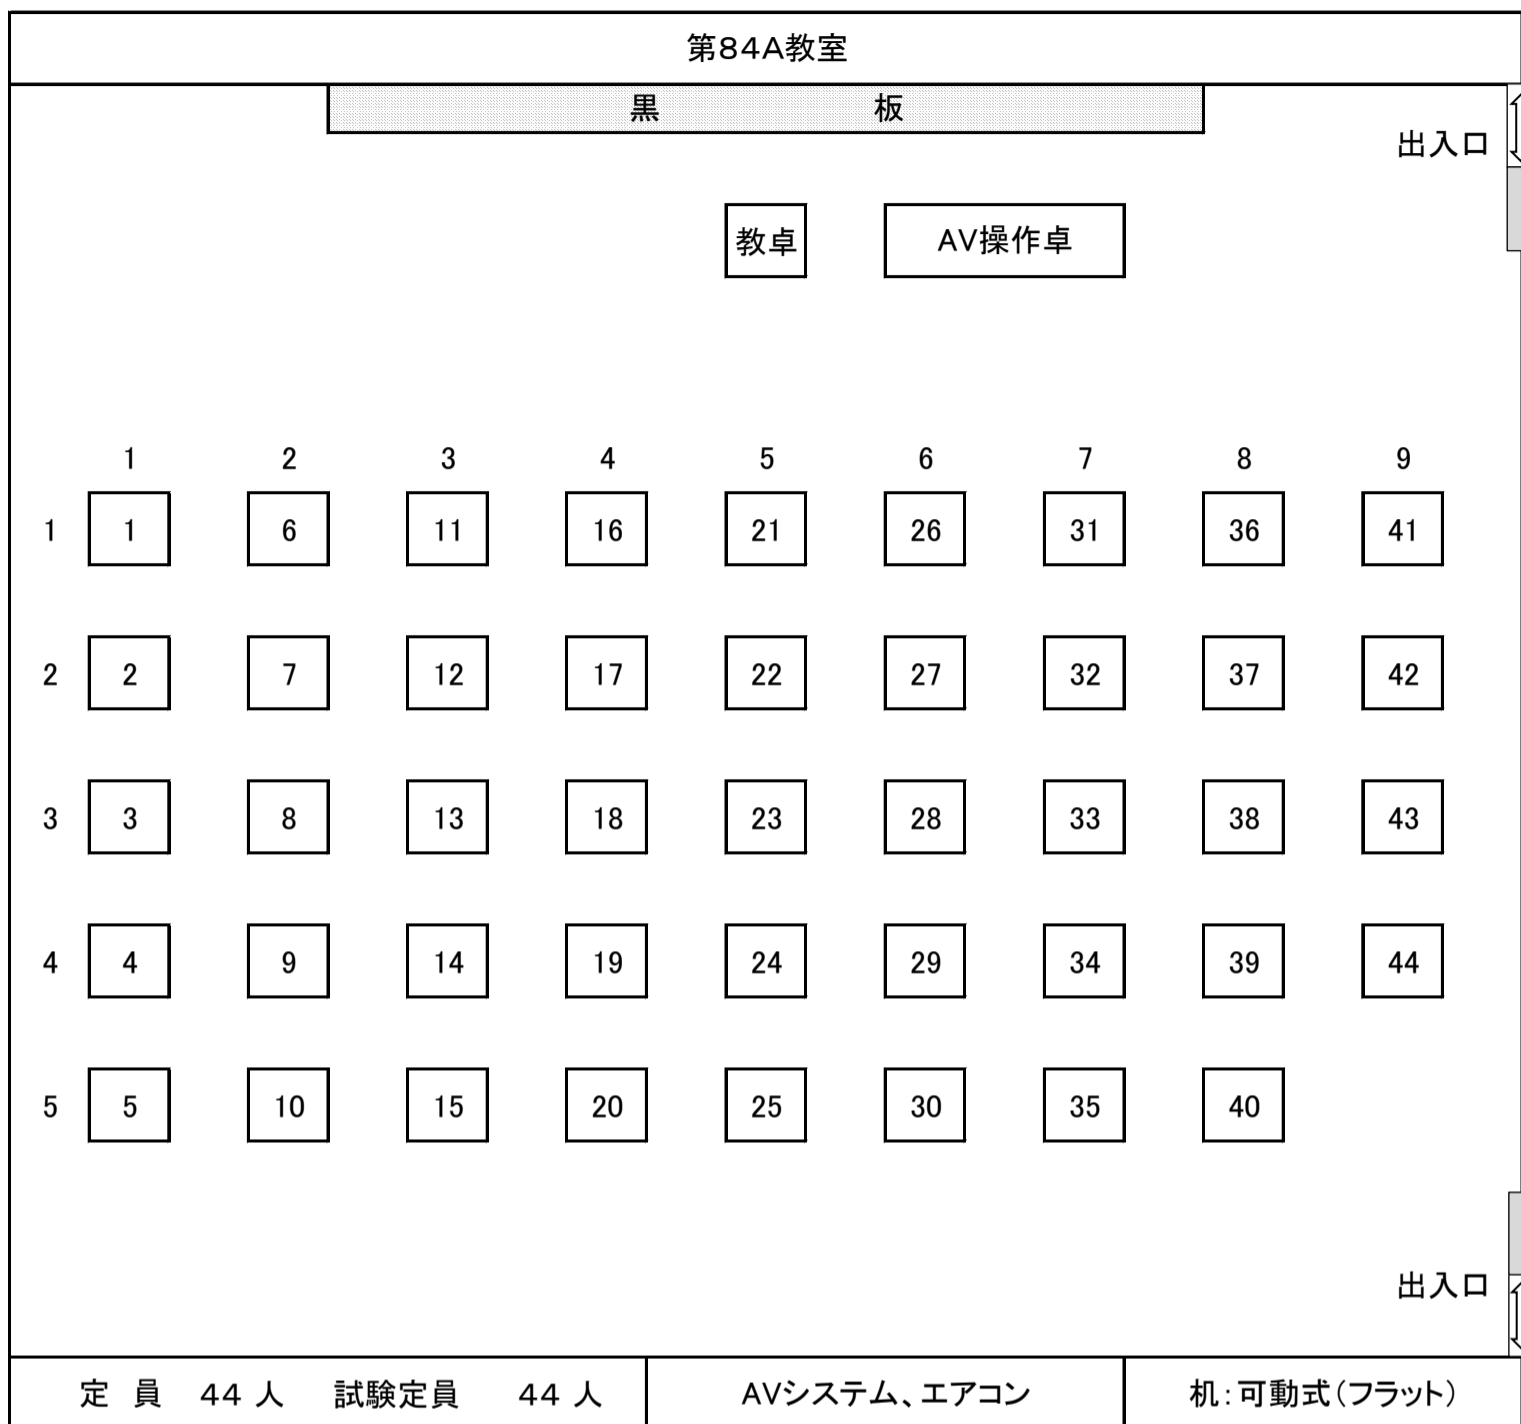 第84A教室
黒 板
出入口
教卓 AV操作卓
1 2 3 4 5 6 7 8 9
1 1 6 11 16 21 26 31 36 41
2 2 7 12 17 22 27 32 37 42
3 3 8 13 18 23 28 33 38 43
4 4 9 14 19 24 29 34 39 44
5 5 10 15 20 25 30 35 40
出入口
定 員 44 人 試験定員 44 人 AVシステム、エアコン 机:可動式(フラット)